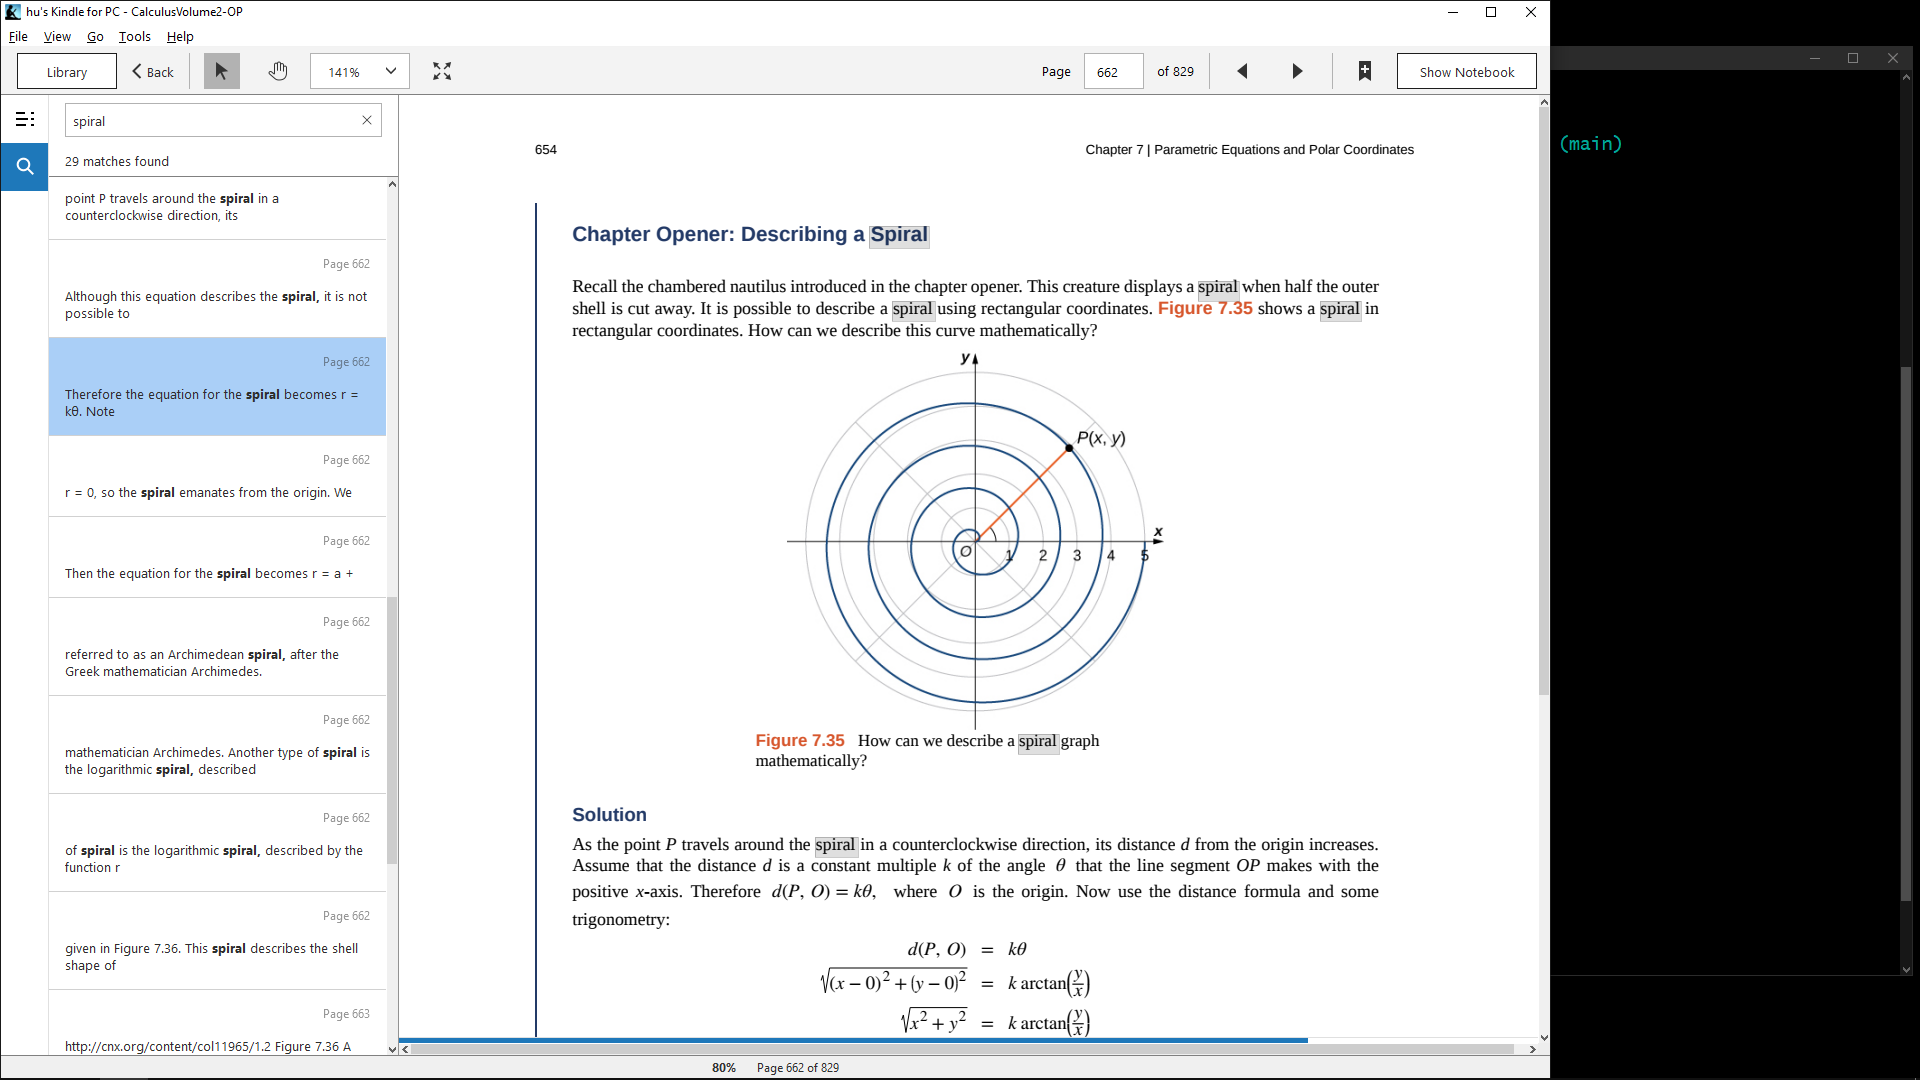 hu's Kindle for PC - CalculusVolume2-OP
File View Go Tools Help
Library Back 141% Page 662 of 829 Show Notebook
spiral
29 matches found
point P travels around the spiral in a
counterclockwise direction, its
Page 662
Although this equation describes the spiral, it is not
possible to
Page 662
Therefore the equation for the spiral becomes r =
kθ. Note
Page 662
r = 0, so the spiral emanates from the origin. We
Page 662
Then the equation for the spiral becomes r = a +
Page 662
referred to as an Archimedean spiral, after the
Greek mathematician Archimedes.
Page 662
mathematician Archimedes. Another type of spiral is
the logarithmic spiral, described
Page 662
of spiral is the logarithmic spiral, described by the
function r
Page 662
given in Figure 7.36. This spiral describes the shell
shape of
Page 663
http://cnx.org/content/col11965/1.2 Figure 7.36 A
654 Chapter 7 | Parametric Equations and Polar Coordinates
Chapter Opener: Describing a Spiral
Recall the chambered nautilus introduced in the chapter opener. This creature displays a spiral when half the outer
shell is cut away. It is possible to describe a spiral using rectangular coordinates. Figure 7.35 shows a spiral in
rectangular coordinates. How can we describe this curve mathematically?
y
P(x, y)
x
O 1 2 3 4 5
Figure 7.35 How can we describe a spiral graph
mathematically?
Solution
As the point P travels around the spiral in a counterclockwise direction, its distance d from the origin increases.
Assume that the distance d is a constant multiple k of the angle θ that the line segment OP makes with the
positive x-axis. Therefore d(P, O) = kθ, where O is the origin. Now use the distance formula and some
trigonometry:
d(P, O) = kθ
√((x − 0)² + (y − 0)²) = k arctan(y/x)
√(x² + y²) = k arctan(y/x)
80% Page 662 of 829
(main)